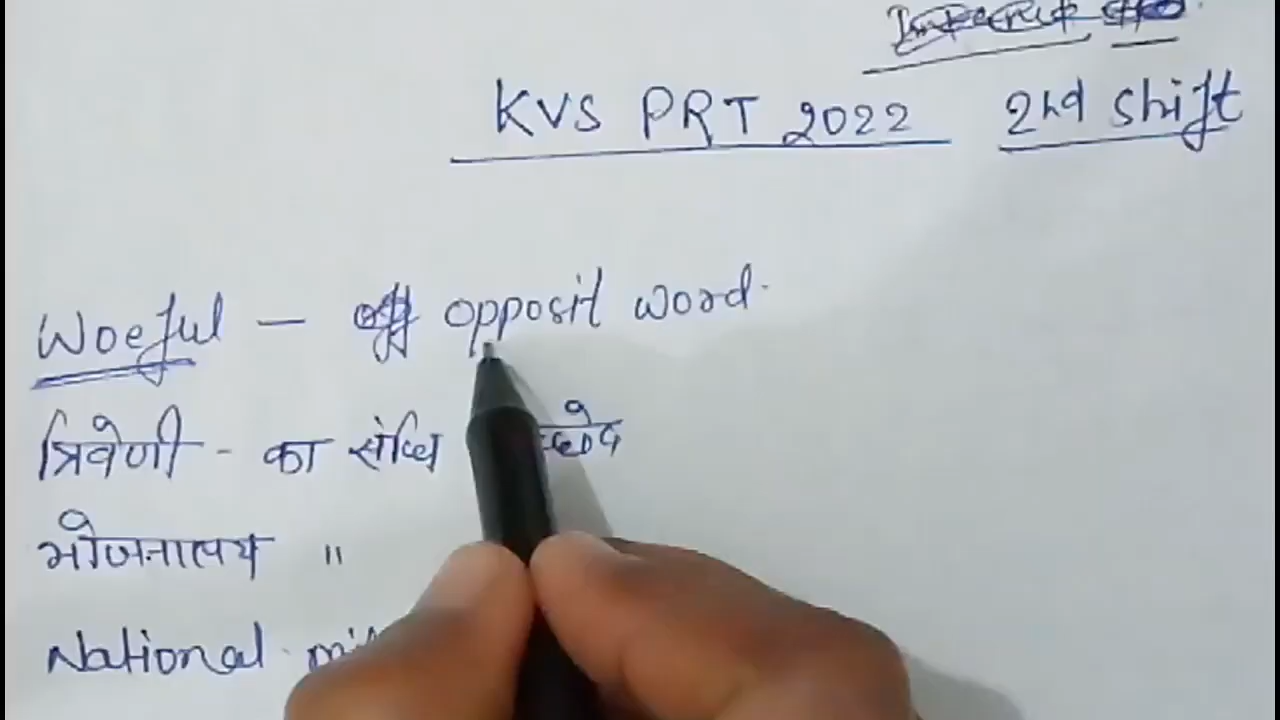 KVS PRT 2022 2nd Shift
Woeful - opposit word.
त्रिवेणी - का संधि
भोजनालय "
National